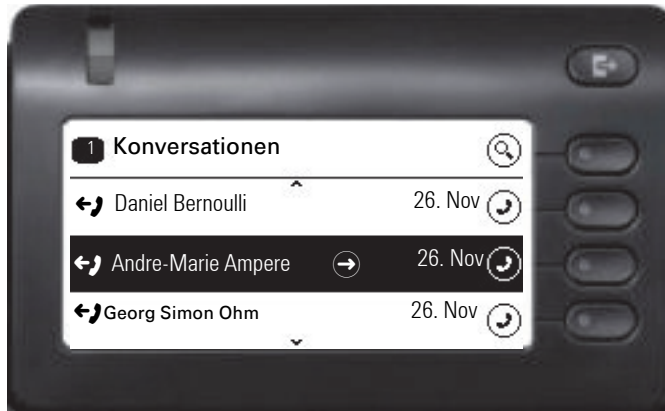 1 Konversationen
Daniel Bernoulli 26. Nov
Andre-Marie Ampere 26. Nov
Georg Simon Ohm 26. Nov